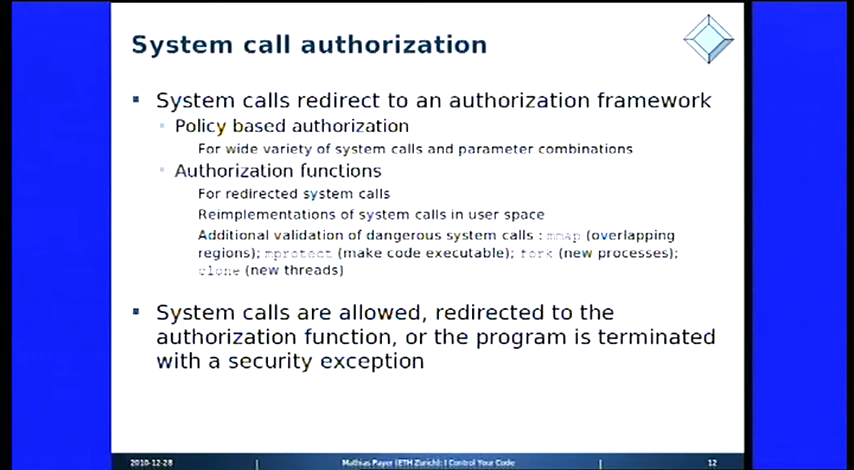 System call authorization
System calls redirect to an authorization framework
Policy based authorization
For wide variety of system calls and parameter combinations
Authorization functions
For redirected system calls
Reimplementations of system calls in user space
Additional validation of dangerous system calls : mmap (overlapping
regions); mprotect (make code executable); fork (new processes);
clone (new threads)
System calls are allowed, redirected to the
authorization function, or the program is terminated
with a security exception
2010-12-28
Mathias Payer (ETH Zurich): I Control Your Code
12